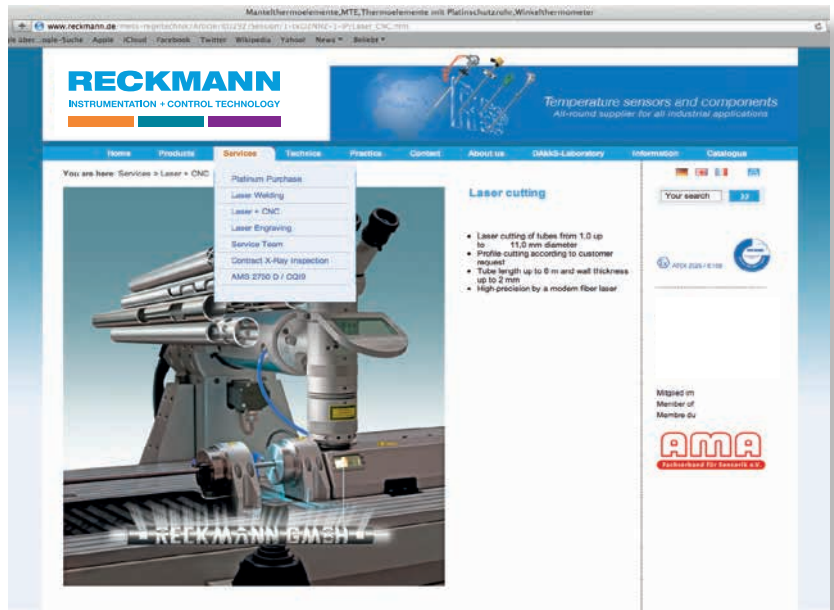 Mantelthermoelemente,MTE,Thermoelemente mit Platinschutzrohr,Winkelthermometer
www.reckmann.de
Apple iCloud Facebook Twitter Wikipedia Yahoo! News Beliebt
RECKMANN
INSTRUMENTATION + CONTROL TECHNOLOGY
Temperature sensors and components
All-round supplier for all industrial applications
Home Products Services Technics Practice Contact About us DAkkS-Laboratory Information Catalogue
You are here: Services > Laser + CNC
Platinum Purchase
Laser Welding
Laser + CNC
Laser Engraving
Service Team
Contract X-Ray Inspection
AMS 2750 D / CQI9
Laser cutting
• Laser cutting of tubes from 1,0 up
to 11,0 mm diameter
• Profile cutting according to customer
request
• Tube length up to 6 m and wall thickness
up to 2 mm
• High-precision by a modern fiber laser
Your search
>>
Mitglied im
Member of
Membre du
AMA
Fachverband für Sensorik e.V.
RECKMANN GMBH